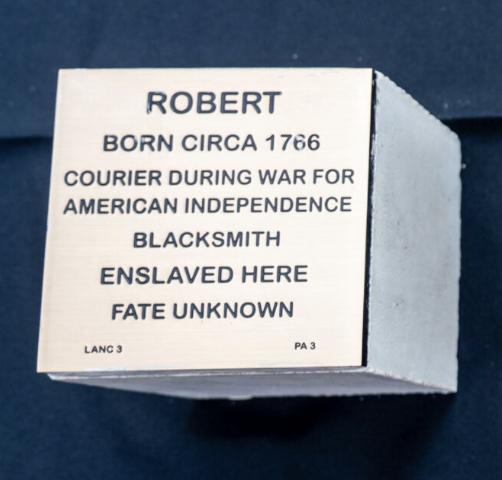 ROBERT
BORN CIRCA 1766
COURIER DURING WAR FOR
AMERICAN INDEPENDENCE
BLACKSMITH
ENSLAVED HERE
FATE UNKNOWN
LANC 3 PA 3